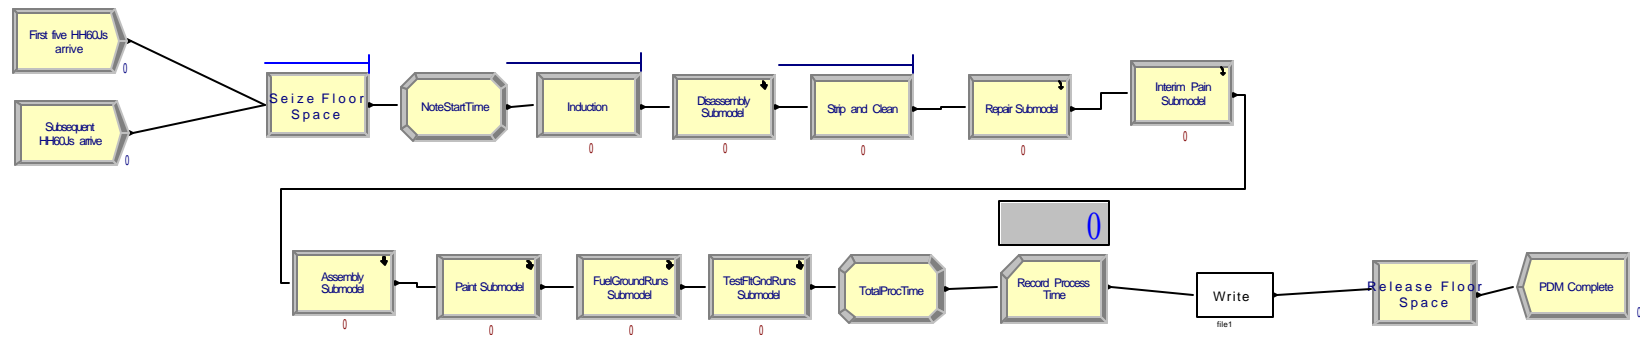 First five HH60Js
arrive
0
Subsequent
HH60Js arrive
0
Seize Floor
Space
NoteStartTime
Induction
0
Disassembly
Submodel
0
Strip and Clean
0
Repair Submodel
0
Interim Pain
Submodel
0
Assembly
Submodel
0
Paint Submodel
0
FuelGroundRuns
Submodel
0
TestFltGndRuns
Submodel
0
TotalProcTime
0
Record Process
Time
Write
file1
Release Floor
Space
PDM Complete
0